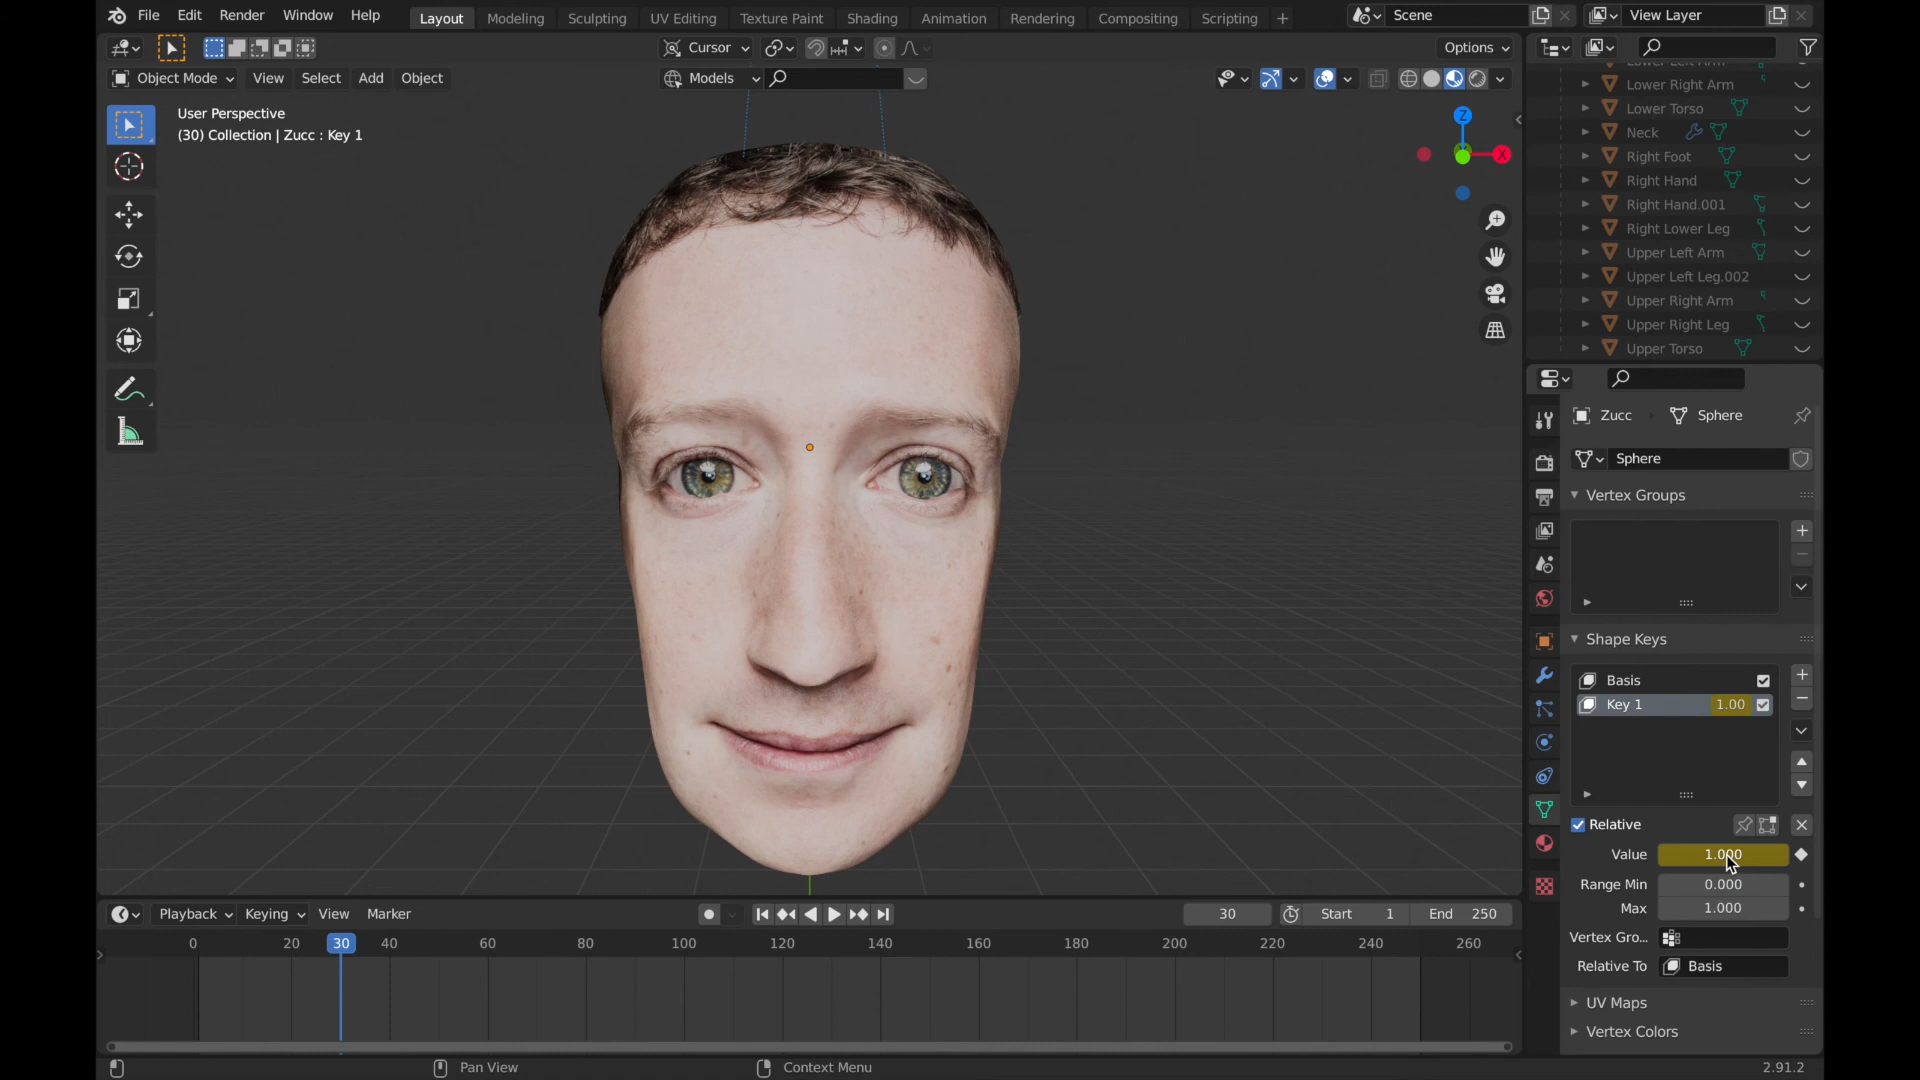 File Edit Render Window Help
Layout Modeling Sculpting UV Editing Texture Paint Shading Animation Rendering Compositing Scripting
Scene
View Layer
Cursor
Options
Object Mode View Select Add Object
Models
User Perspective
(30) Collection | Zucc : Key 1
Z
X
Lower Left Arm
Lower Right Arm
Lower Torso
Neck
Right Foot
Right Hand
Right Hand.001
Right Lower Leg
Upper Left Arm
Upper Left Leg.002
Upper Right Arm
Upper Right Leg
Upper Torso
Zucc Sphere
Sphere
Vertex Groups
Shape Keys
Basis
Key 1 1.00
Relative
Value 1.000
Range Min 0.000
Max 1.000
Vertex Gro...
Relative To Basis
UV Maps
Vertex Colors
Playback Keying View Marker
30 Start 1 End 250
0 20 30 40 60 80 100 120 140 160 180 200 220 240 260
Pan View Context Menu 2.91.2